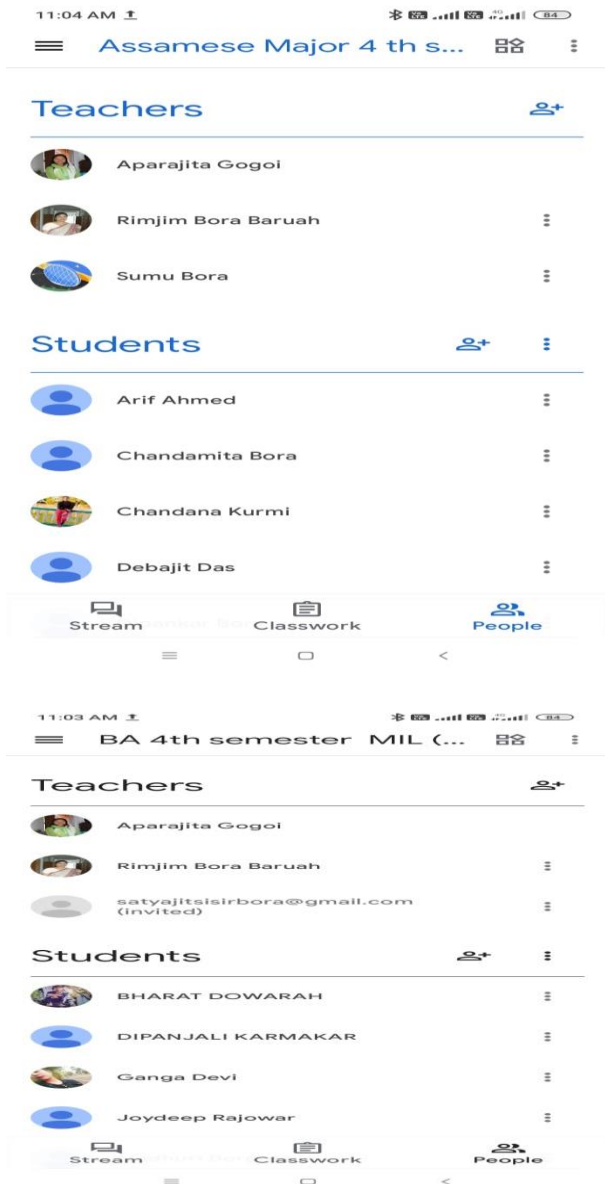 11:04 AM
84
Assamese Major 4 th s...
Teachers
Aparajita Gogoi
Rimjim Bora Baruah
Sumu Bora
Students
Arif Ahmed
Chandamita Bora
Chandana Kurmi
Debajit Das
Stream Classwork People
11:03 AM
84
BA 4th semester MIL (...
Teachers
Aparajita Gogoi
Rimjim Bora Baruah
satyajitsisirbora@gmail.com
(invited)
Students
BHARAT DOWARAH
DIPANJALI KARMAKAR
Ganga Devi
Joydeep Rajowar
Stream Classwork People